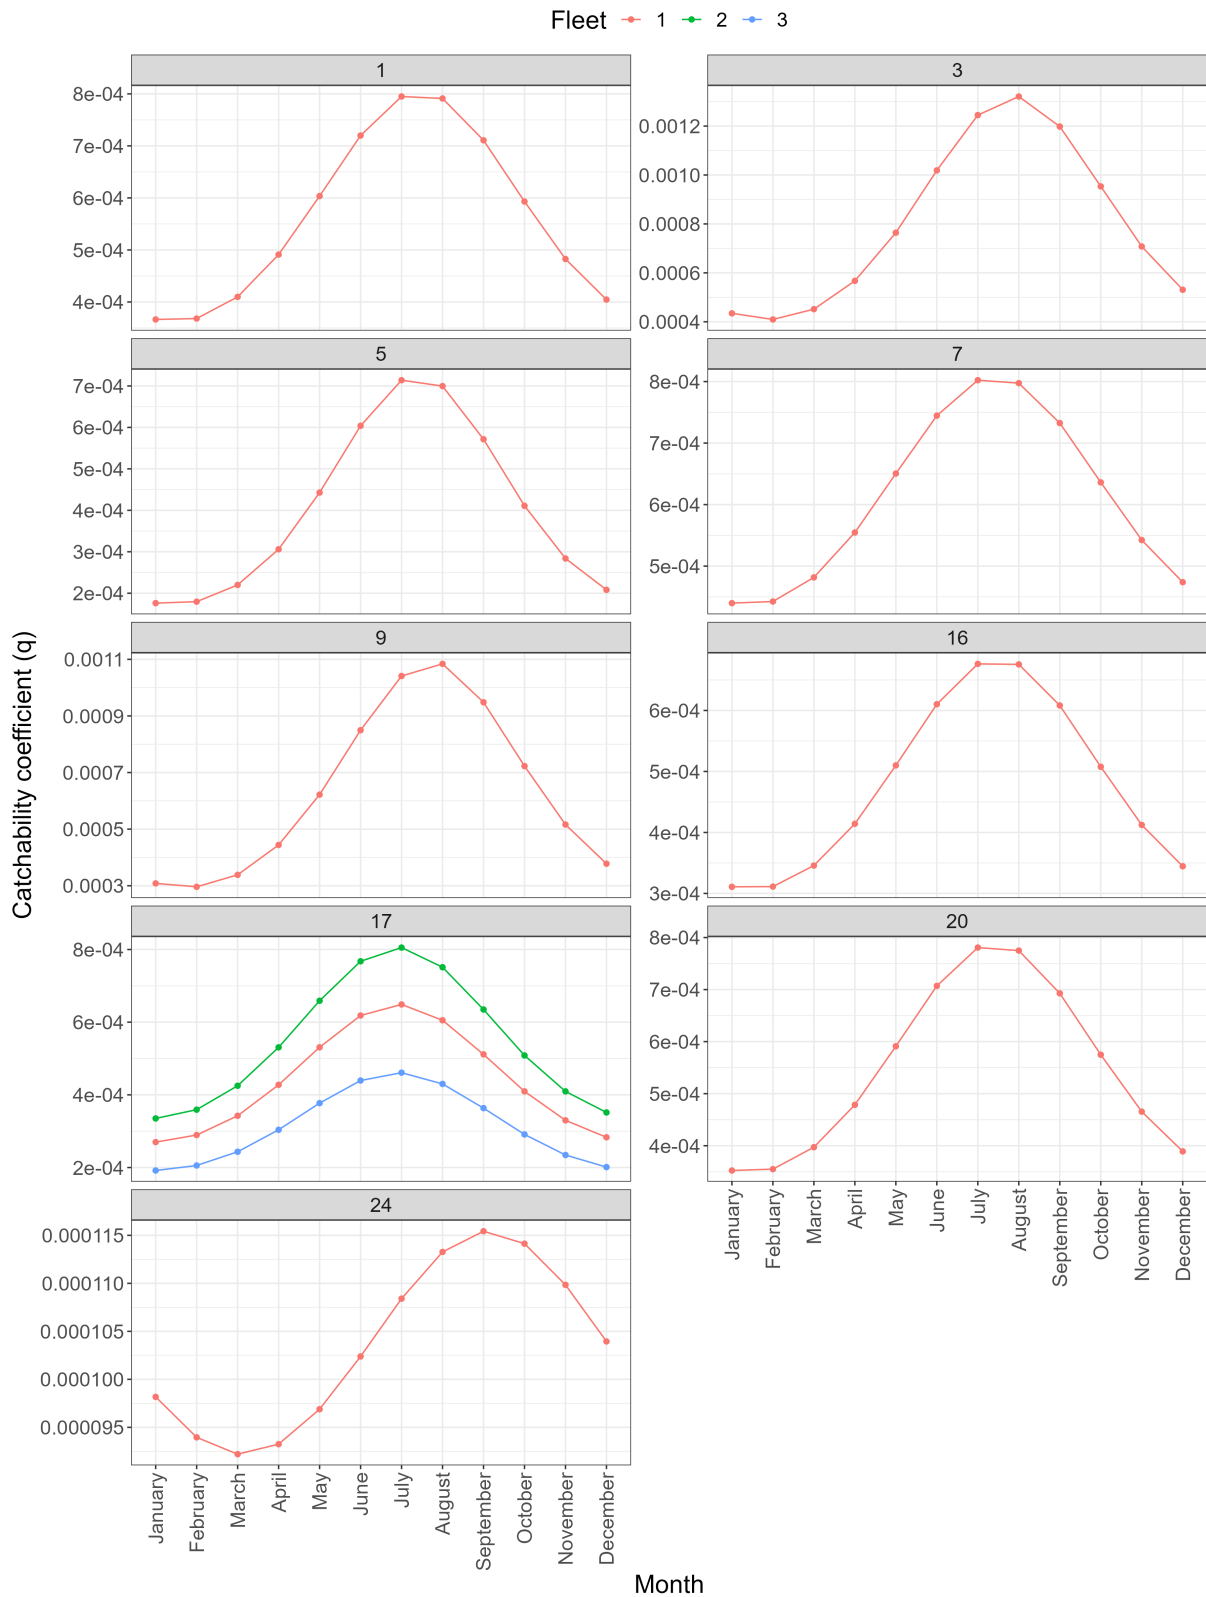 Fleet 1 2 3
1
8e-04
7e-04
6e-04
5e-04
4e-04
3
0.0012
0.0010
0.0008
0.0006
0.0004
5
7e-04
6e-04
5e-04
4e-04
3e-04
2e-04
7
8e-04
7e-04
6e-04
5e-04
Catchability coefficient (q)
9
0.0011
0.0009
0.0007
0.0005
0.0003
16
6e-04
5e-04
4e-04
3e-04
17
8e-04
6e-04
4e-04
2e-04
20
8e-04
7e-04
6e-04
5e-04
4e-04
January
February
March
April
May
June
July
August
September
October
November
December
24
0.000115
0.000110
0.000105
0.000100
0.000095
January
February
March
April
May
June
July
August
September
October
November
December
Month